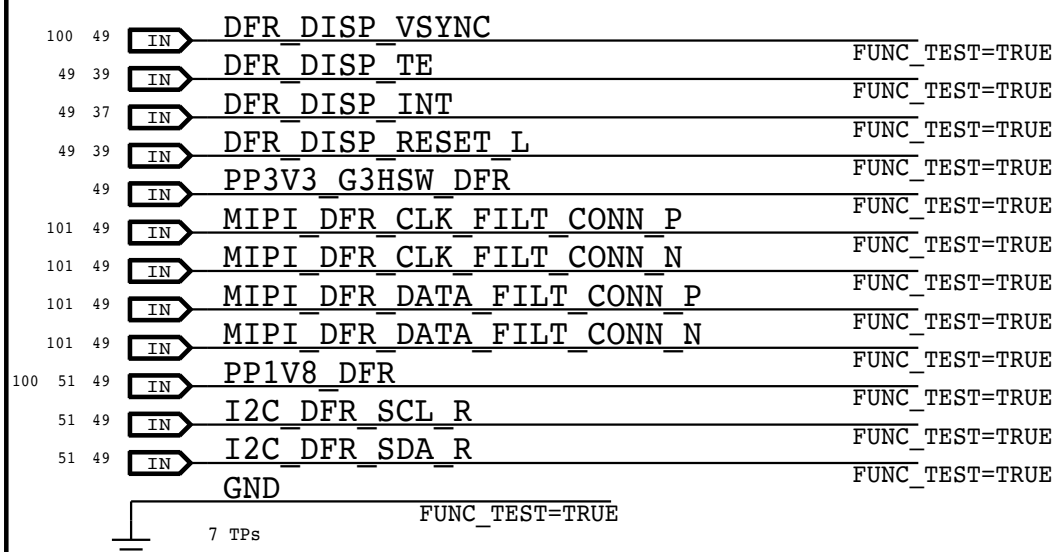 100 49 IN DFR_DISP_VSYNC FUNC_TEST=TRUE
49 39 IN DFR_DISP_TE FUNC_TEST=TRUE
49 37 IN DFR_DISP_INT FUNC_TEST=TRUE
49 39 IN DFR_DISP_RESET_L FUNC_TEST=TRUE
49 IN PP3V3_G3HSW_DFR FUNC_TEST=TRUE
101 49 IN MIPI_DFR_CLK_FILT_CONN_P FUNC_TEST=TRUE
101 49 IN MIPI_DFR_CLK_FILT_CONN_N FUNC_TEST=TRUE
101 49 IN MIPI_DFR_DATA_FILT_CONN_P FUNC_TEST=TRUE
101 49 IN MIPI_DFR_DATA_FILT_CONN_N FUNC_TEST=TRUE
100 51 49 IN PP1V8_DFR FUNC_TEST=TRUE
51 49 IN I2C_DFR_SCL_R FUNC_TEST=TRUE
51 49 IN I2C_DFR_SDA_R FUNC_TEST=TRUE
GND FUNC_TEST=TRUE
7 TPs